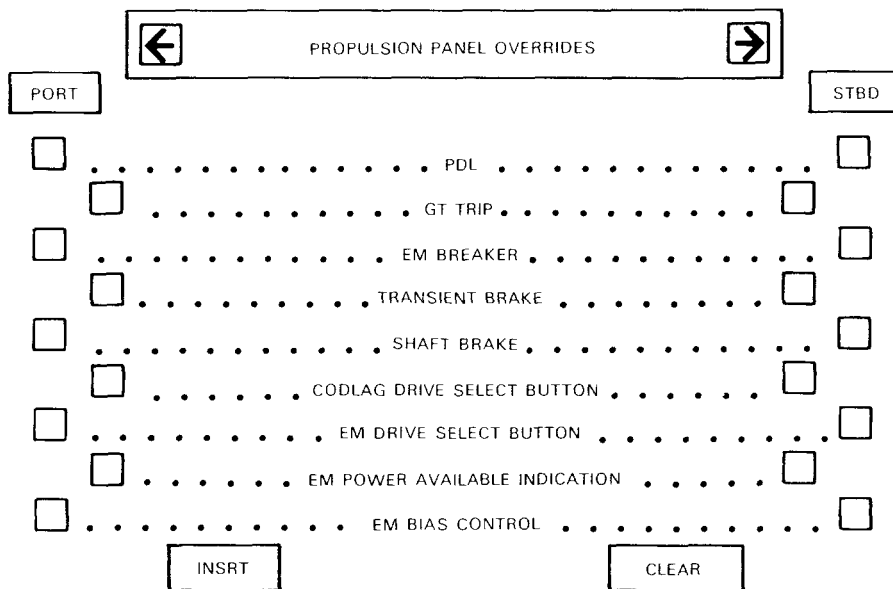 PROPULSION PANEL OVERRIDES
PORT
STBD
PDL
GT TRIP
EM BREAKER
TRANSIENT BRAKE
SHAFT BRAKE
CODLAG DRIVE SELECT BUTTON
EM DRIVE SELECT BUTTON
EM POWER AVAILABLE INDICATION
EM BIAS CONTROL
INSRT
CLEAR